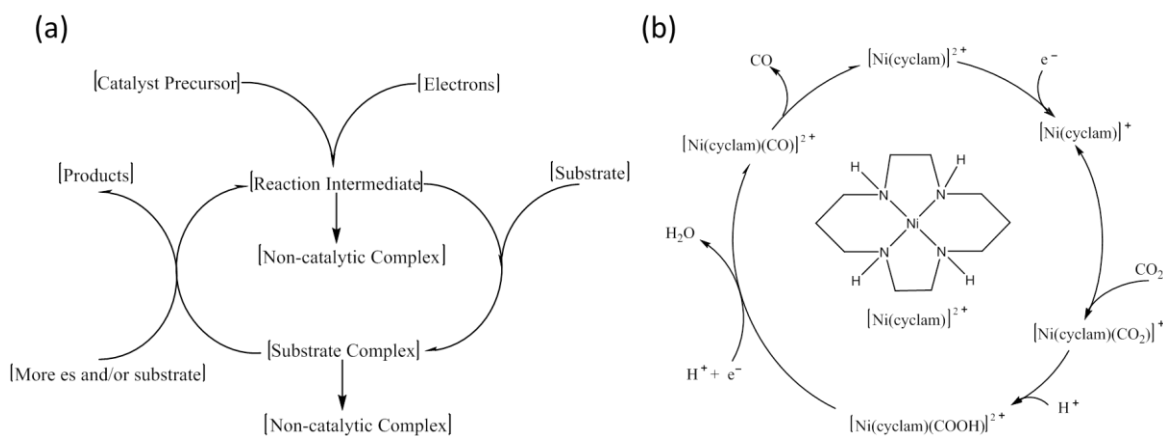 (a)
[Catalyst Precursor]
[Electrons]
[Products]
[Reaction Intermediate]
[Substrate]
[Non-catalytic Complex]
[Substrate Complex]
[More es and/or substrate]
[Non-catalytic Complex]
(b)
[Ni(cyclam)]²⁺
CO
e⁻
[Ni(cyclam)(CO)]²⁺
[Ni(cyclam)]⁺
H
H
N
N
Ni
N
N
H
H
H₂O
CO₂
[Ni(cyclam)]²⁺
[Ni(cyclam)(CO₂)]⁺
H⁺ + e⁻
H⁺
[Ni(cyclam)(COOH)]²⁺